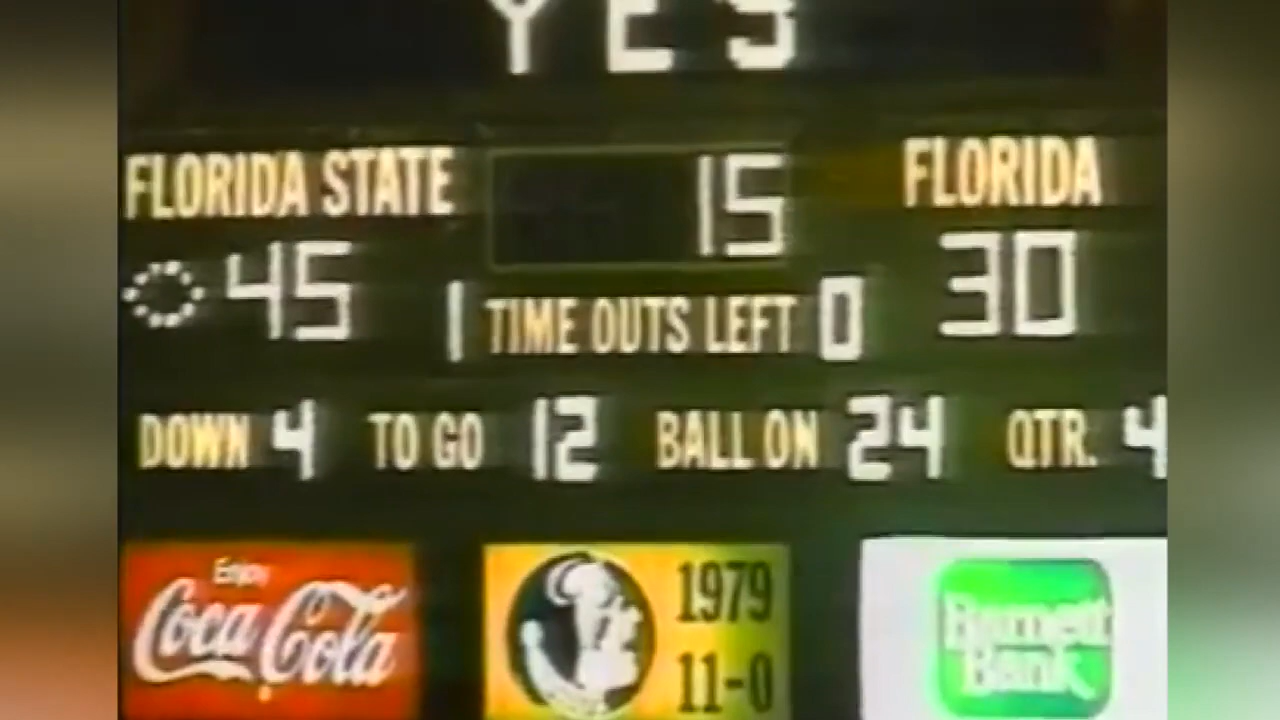 YES
FLORIDA STATE 15 FLORIDA
45 1 TIME OUTS LEFT 0 30
DOWN 4 TO GO 12 BALL ON 24 QTR. 4
Enjoy
Coca-Cola
1979
11-0
Barnett
Bank